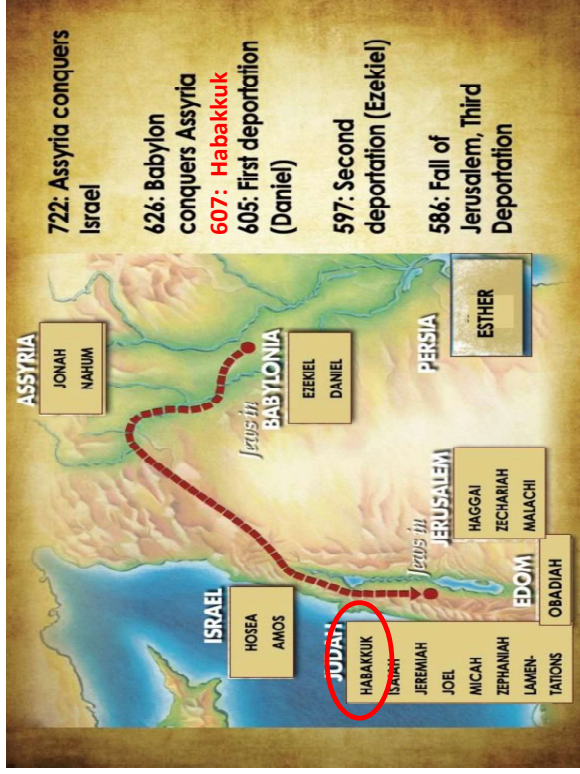 722: Assyria conquers
Israel
626: Babylon
conquers Assyria
607: Habakkuk
605: First deportation
(Daniel)
597: Second
deportation (Ezekiel)
586: Fall of
Jerusalem, Third
Deportation
ASSYRIA
JONAH
NAHUM
Jews in
BABYLONIA
EZEKIEL
DANIEL
PERSIA
ESTHER
ISRAEL
HOSEA
AMOS
Jews in
JERUSALEM
HAGGAI
ZECHARIAH
MALACHI
JUDAH
HABAKKUK
ISAIAH
JEREMIAH
JOEL
MICAH
ZEPHANIAH
LAMEN-
TATIONS
EDOM
OBADIAH